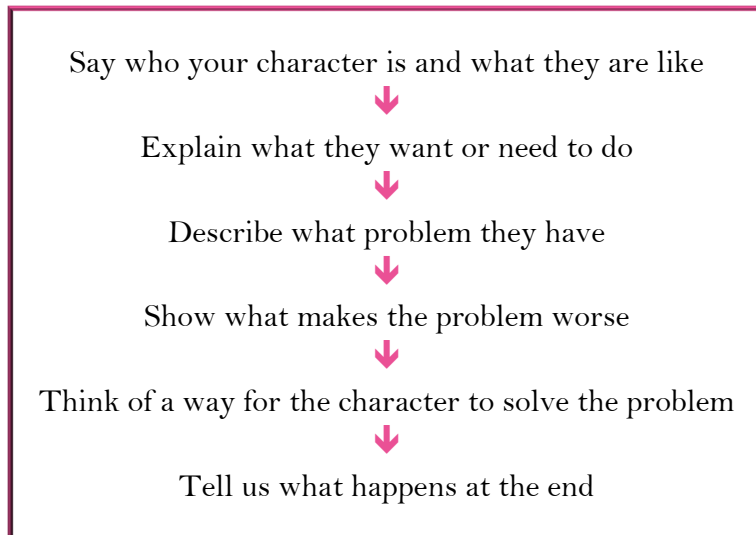 Say who your character is and what they are like
Explain what they want or need to do
Describe what problem they have
Show what makes the problem worse
Think of a way for the character to solve the problem
Tell us what happens at the end